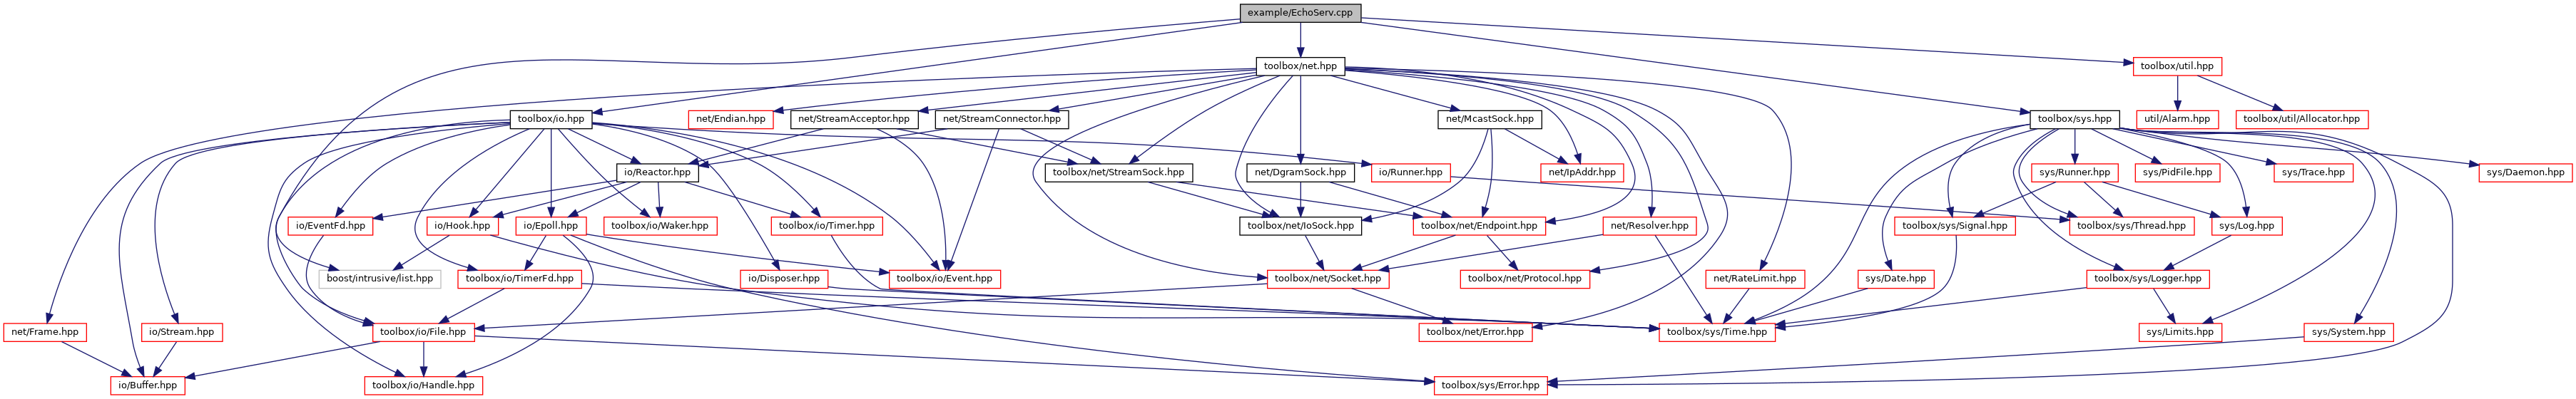 example/EchoServ.cpp
toolbox/net.hpp
toolbox/util.hpp
toolbox/io.hpp
net/Endian.hpp
net/StreamAcceptor.hpp
net/StreamConnector.hpp
net/McastSock.hpp
toolbox/sys.hpp
util/Alarm.hpp
toolbox/util/Allocator.hpp
io/Reactor.hpp
toolbox/net/StreamSock.hpp
net/DgramSock.hpp
io/Runner.hpp
net/IpAddr.hpp
sys/Runner.hpp
sys/PidFile.hpp
sys/Trace.hpp
sys/Daemon.hpp
io/EventFd.hpp
io/Hook.hpp
io/Epoll.hpp
toolbox/io/Waker.hpp
toolbox/io/Timer.hpp
toolbox/net/IoSock.hpp
toolbox/net/Endpoint.hpp
net/Resolver.hpp
toolbox/sys/Signal.hpp
toolbox/sys/Thread.hpp
sys/Log.hpp
boost/intrusive/list.hpp
toolbox/io/TimerFd.hpp
io/Disposer.hpp
toolbox/io/Event.hpp
toolbox/net/Socket.hpp
toolbox/net/Protocol.hpp
net/RateLimit.hpp
sys/Date.hpp
toolbox/sys/Logger.hpp
net/Frame.hpp
io/Stream.hpp
toolbox/io/File.hpp
toolbox/net/Error.hpp
toolbox/sys/Time.hpp
sys/Limits.hpp
sys/System.hpp
io/Buffer.hpp
toolbox/io/Handle.hpp
toolbox/sys/Error.hpp